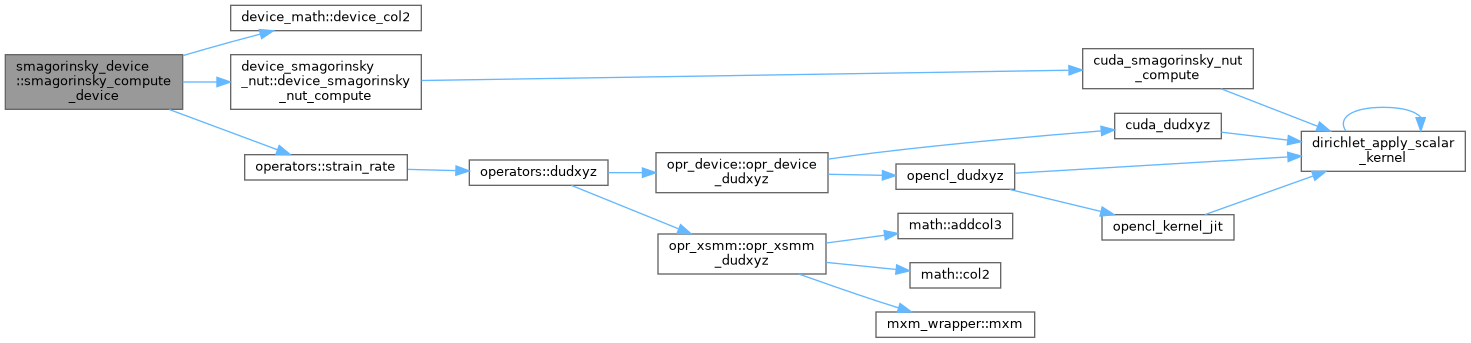 smagorinsky_device
::smagorinsky_compute
_device
device_math::device_col2
device_smagorinsky
_nut::device_smagorinsky
_nut_compute
operators::strain_rate
operators::dudxyz
opr_device::opr_device
_dudxyz
opr_xsmm::opr_xsmm
_dudxyz
cuda_smagorinsky_nut
_compute
cuda_dudxyz
opencl_dudxyz
opencl_kernel_jit
math::addcol3
math::col2
mxm_wrapper::mxm
dirichlet_apply_scalar
_kernel